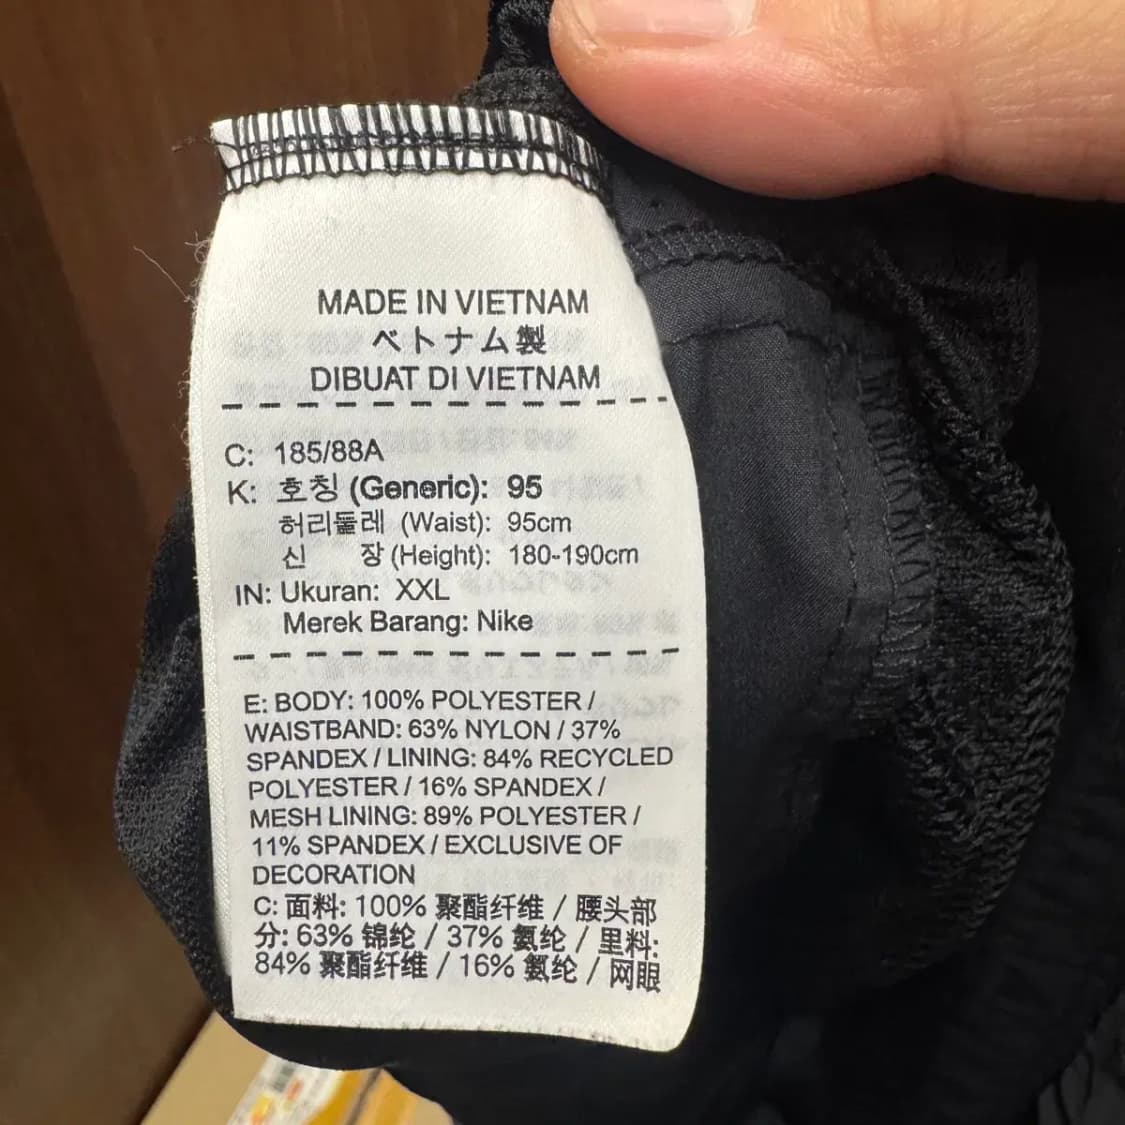 MADE IN VIETNAM
ベトナム製
DIBUAT DI VIETNAM
C: 185/88A
K: 호칭 (Generic): 95
허리둘레 (Waist): 95cm
신 장 (Height): 180-190cm
IN: Ukuran: XXL
Merek Barang: Nike
E: BODY: 100% POLYESTER /
WAISTBAND: 63% NYLON / 37%
SPANDEX / LINING: 84% RECYCLED
POLYESTER / 16% SPANDEX /
MESH LINING: 89% POLYESTER /
11% SPANDEX / EXCLUSIVE OF
DECORATION
C: 面料: 100% 聚酯纤维 / 腰头部
分: 63% 锦纶 / 37% 氨纶 / 里料:
84% 聚酯纤维 / 16% 氨纶 / 网眼